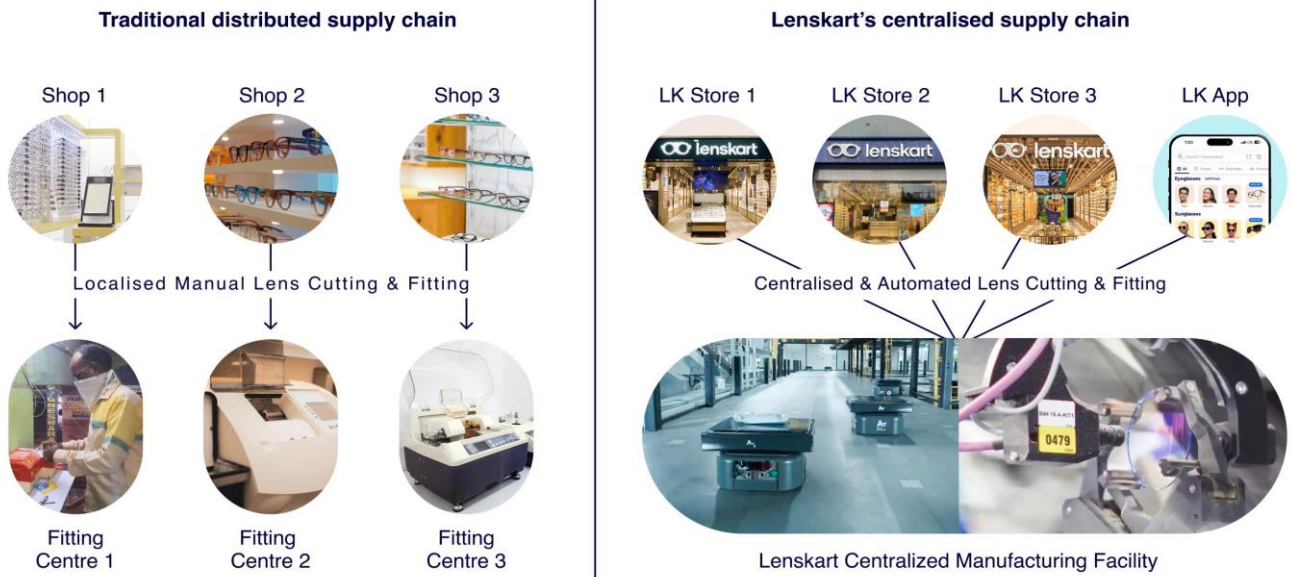 Traditional distributed supply chain
Shop 1
Shop 2
Shop 3
Localised Manual Lens Cutting & Fitting
Fitting
Centre 1
Fitting
Centre 2
Fitting
Centre 3
Lenskart's centralised supply chain
LK Store 1
LK Store 2
LK Store 3
LK App
lenskart
lenskart
lenskart
Eyeglasses
Sunglasses
Centralised & Automated Lens Cutting & Fitting
0479
Lenskart Centralized Manufacturing Facility